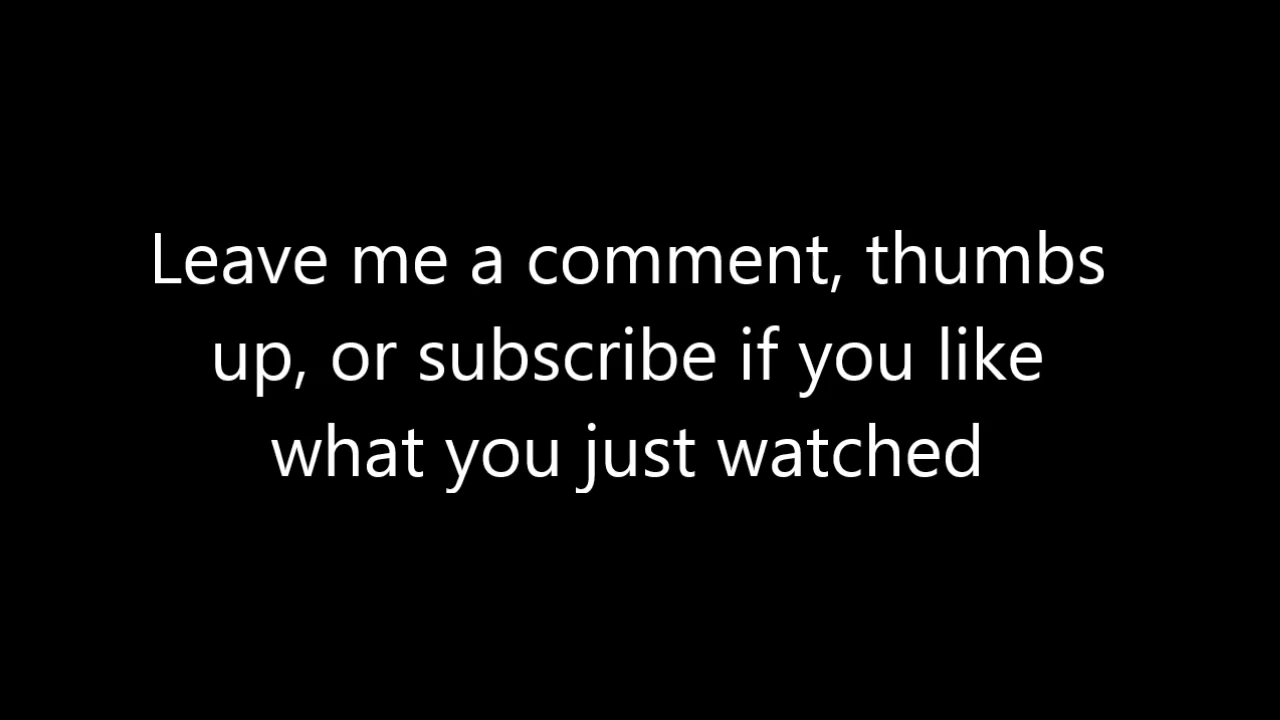 Leave me a comment, thumbs
up, or subscribe if you like
what you just watched